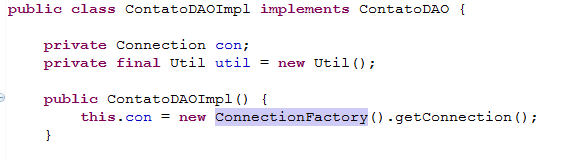 public class ContatoDAOImpl implements ContatoDAO {
private Connection con;
private final Util util = new Util();
public ContatoDAOImpl() {
this.con = new ConnectionFactory().getConnection();
}